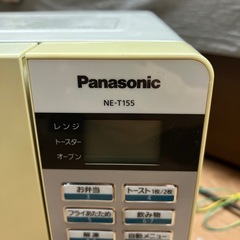 Panasonic
NE-T155
レンジ
トースター
オーブン
お弁当 トースト1枚/2枚
フライあたため 飲み物
解凍 自動メニュー